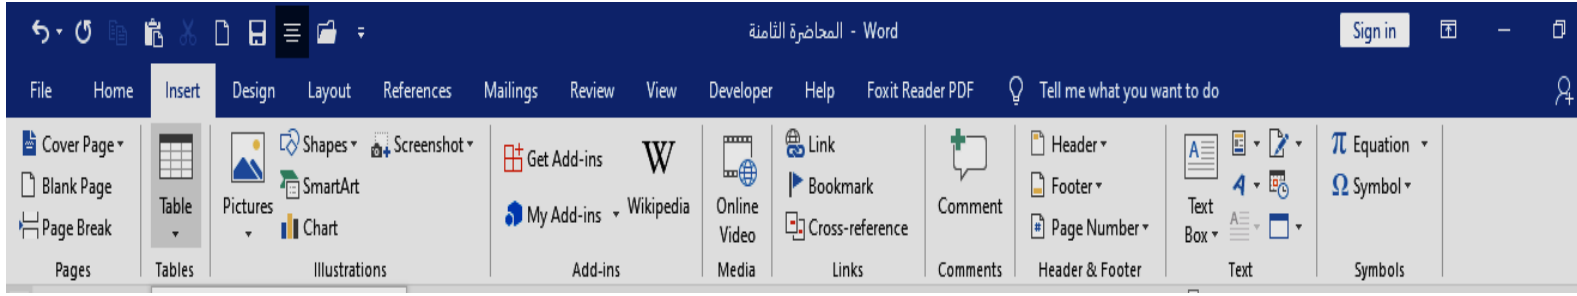 المحاضرة الثامنة - Word
Sign in
File Home Insert Design Layout References Mailings Review View Developer Help Foxit Reader PDF Tell me what you want to do
Cover Page
Blank Page
Page Break
Pages
Table
Tables
Pictures
Shapes
SmartArt
Chart
Screenshot
Illustrations
Get Add-ins
My Add-ins
W
Wikipedia
Add-ins
Online
Video
Media
Link
Bookmark
Cross-reference
Links
Comment
Comments
Header
Footer
# Page Number
Header & Footer
A
Text
Box
A
A
Text
π Equation
Ω Symbol
Symbols